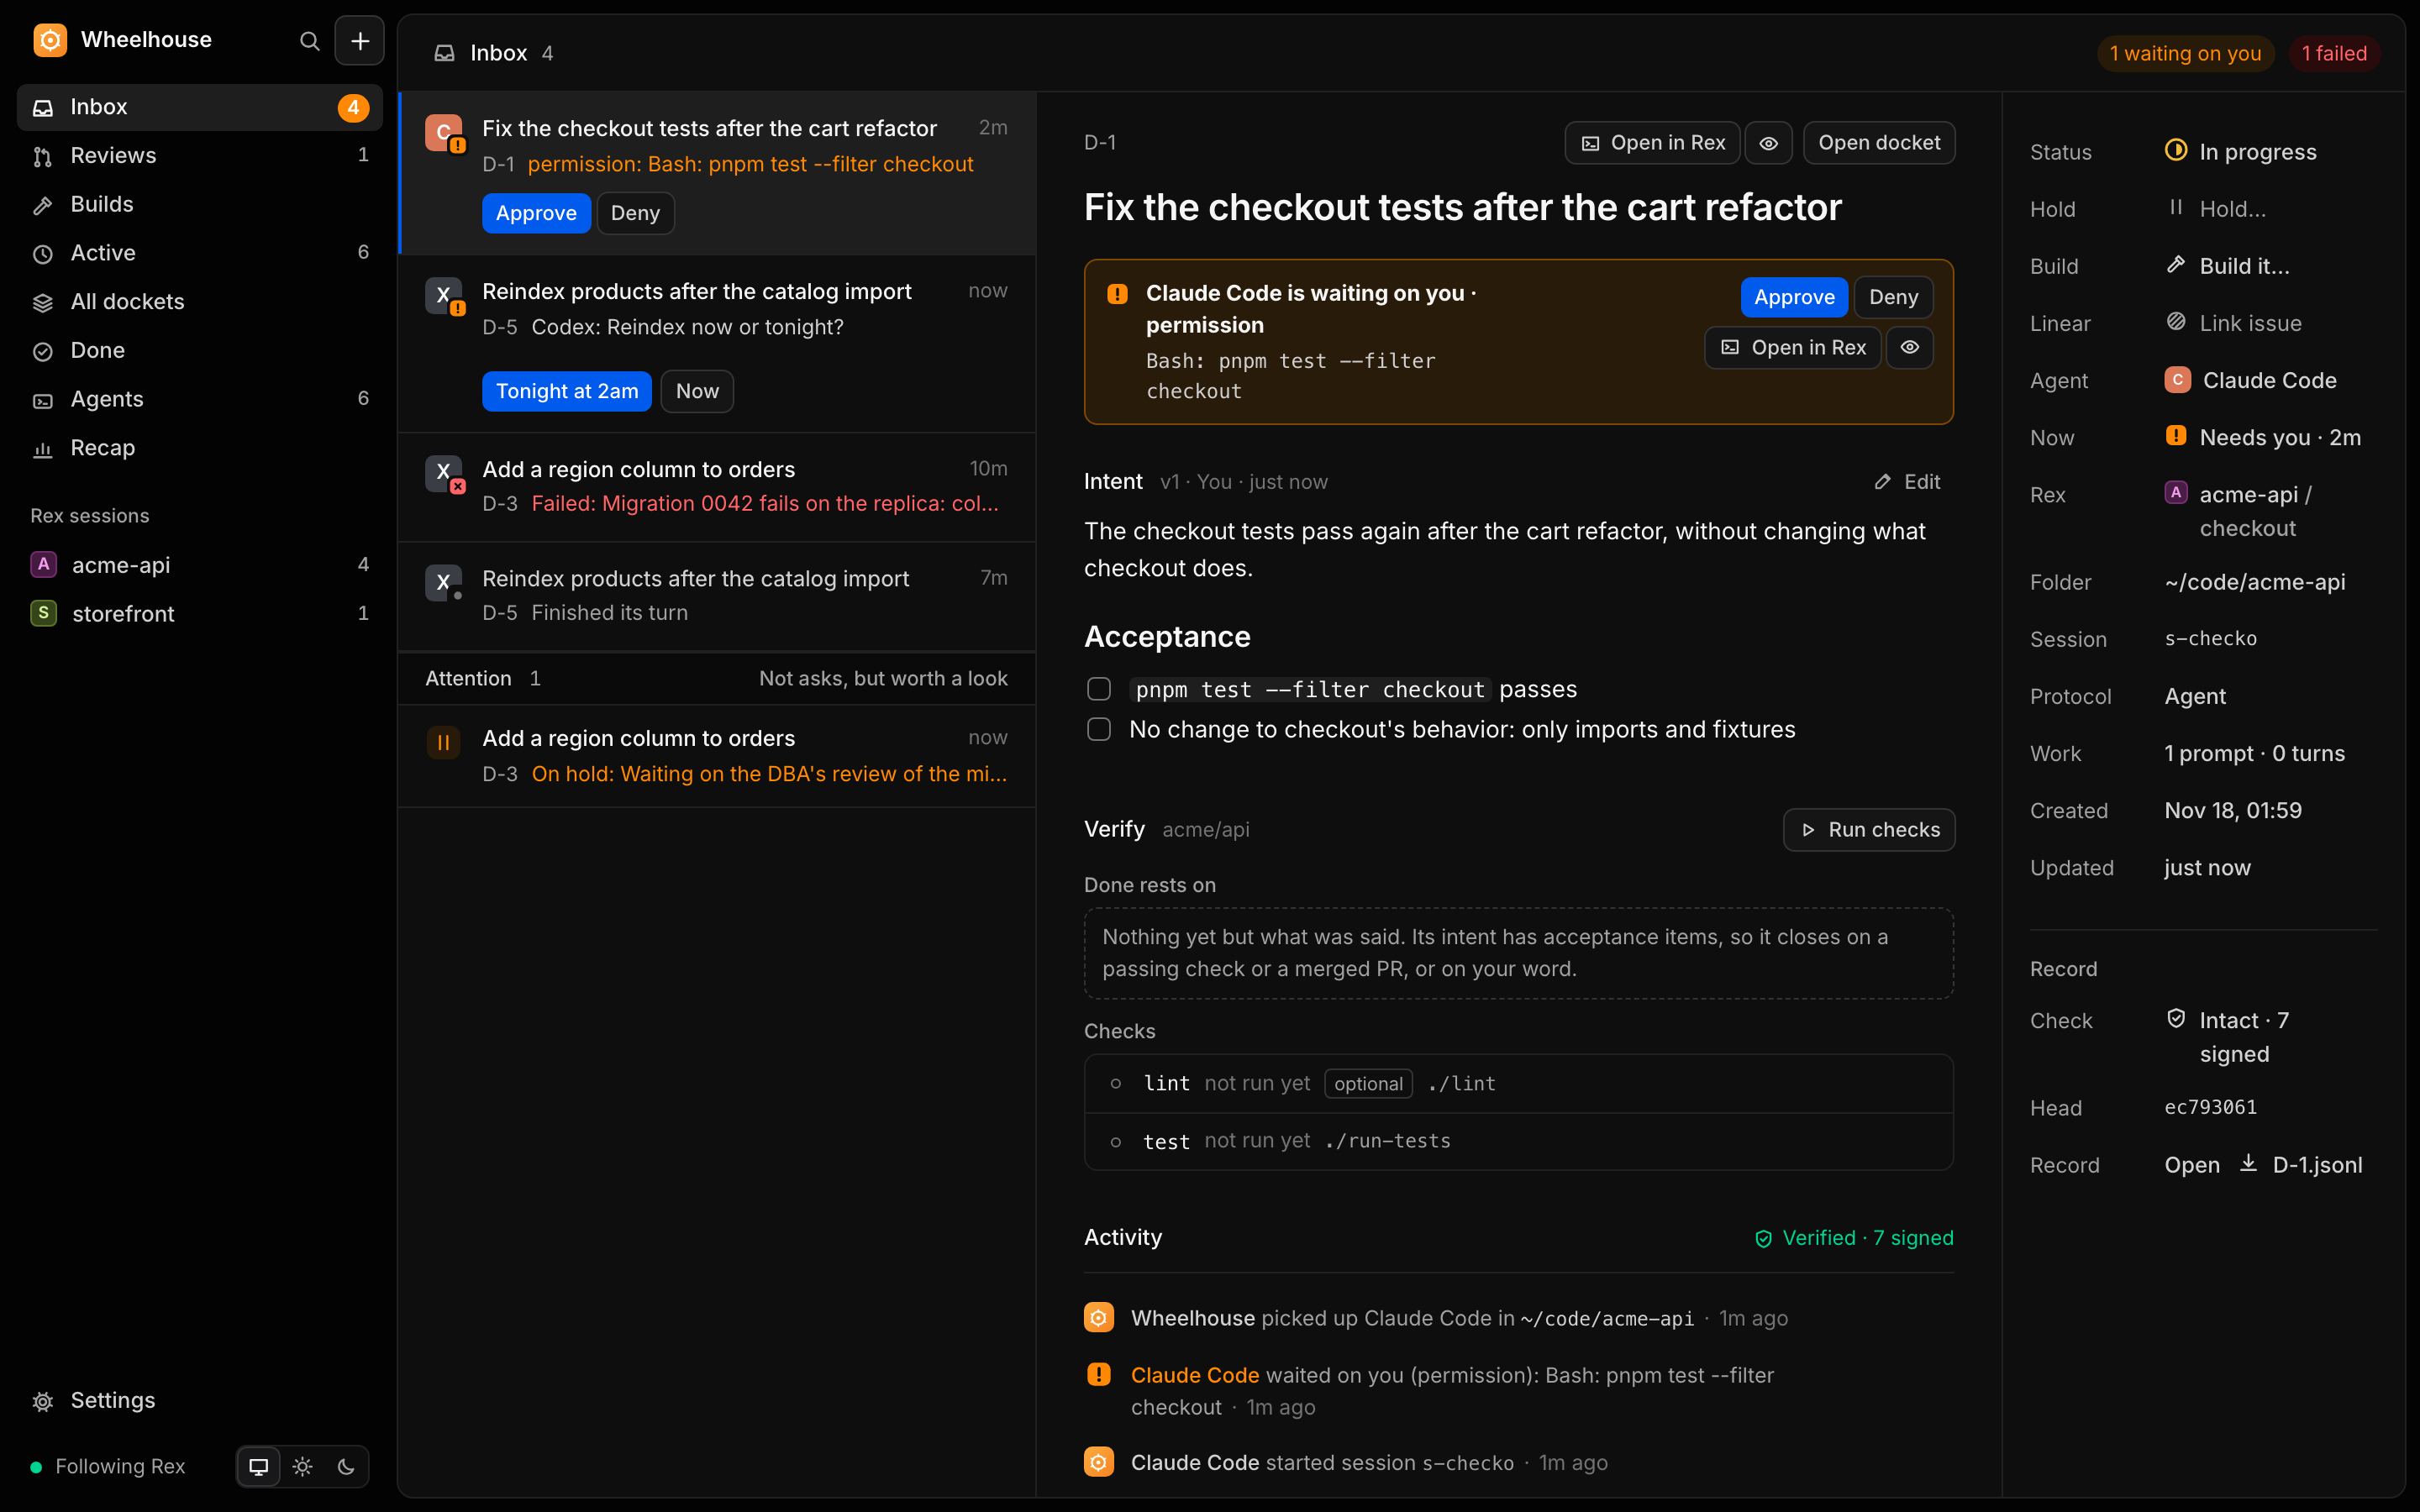 Wheelhouse
Inbox 4
Reviews 1
Builds
Active 6
All dockets
Done
Agents 6
Recap
Rex sessions
A acme-api 4
S storefront 1
Settings
Following Rex
Inbox 4
1 waiting on you 1 failed
C Fix the checkout tests after the cart refactor 2m
D-1 permission: Bash: pnpm test --filter checkout
Approve Deny
X Reindex products after the catalog import now
D-5 Codex: Reindex now or tonight?
Tonight at 2am Now
X Add a region column to orders 10m
D-3 Failed: Migration 0042 fails on the replica: col...
X Reindex products after the catalog import 7m
D-5 Finished its turn
Attention 1 Not asks, but worth a look
Add a region column to orders now
D-3 On hold: Waiting on the DBA's review of the mi...
D-1 Open in Rex Open docket
Fix the checkout tests after the cart refactor
Claude Code is waiting on you ·
permission
Bash: pnpm test --filter
checkout
Approve Deny
Open in Rex
Intent v1 · You · just now Edit
The checkout tests pass again after the cart refactor, without changing what
checkout does.
Acceptance
pnpm test --filter checkout passes
No change to checkout's behavior: only imports and fixtures
Verify acme/api Run checks
Done rests on
Nothing yet but what was said. Its intent has acceptance items, so it closes on a
passing check or a merged PR, or on your word.
Checks
lint not run yet optional ./lint
test not run yet ./run-tests
Activity Verified · 7 signed
Wheelhouse picked up Claude Code in ~/code/acme-api · 1m ago
Claude Code waited on you (permission): Bash: pnpm test --filter
checkout · 1m ago
Claude Code started session s-checko · 1m ago
Status In progress
Hold Hold...
Build Build it...
Linear Link issue
Agent C Claude Code
Now Needs you · 2m
Rex A acme-api /
checkout
Folder ~/code/acme-api
Session s-checko
Protocol Agent
Work 1 prompt · 0 turns
Created Nov 18, 01:59
Updated just now
Record
Check Intact · 7
signed
Head ec793061
Record Open D-1.jsonl